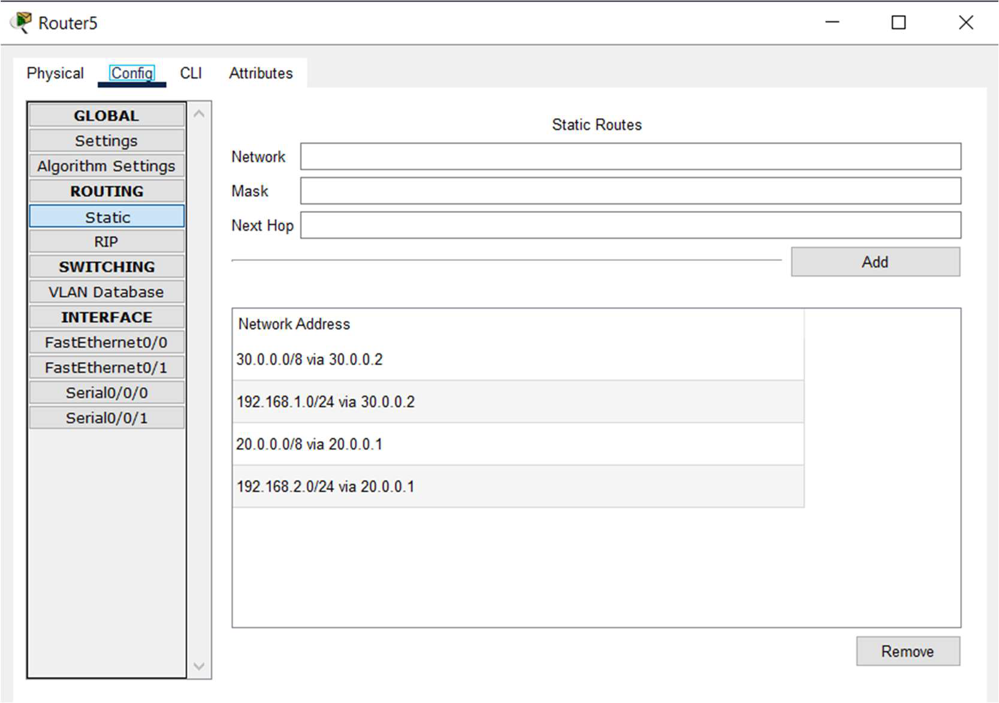 Router5
Physical Config CLI Attributes
GLOBAL
Settings
Algorithm Settings
ROUTING
Static
RIP
SWITCHING
VLAN Database
INTERFACE
FastEthernet0/0
FastEthernet0/1
Serial0/0/0
Serial0/0/1
Static Routes
Network
Mask
Next Hop
Add
Network Address
30.0.0.0/8 via 30.0.0.2
192.168.1.0/24 via 30.0.0.2
20.0.0.0/8 via 20.0.0.1
192.168.2.0/24 via 20.0.0.1
Remove